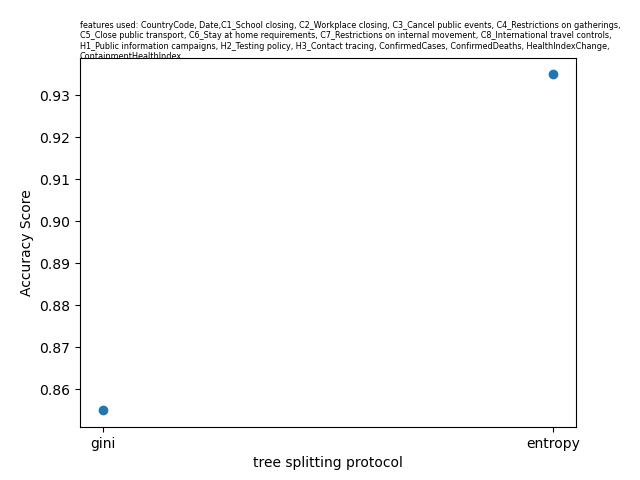 features used: CountryCode, Date,C1_School closing, C2_Workplace closing, C3_Cancel public events, C4_Restrictions on gatherings,
C5_Close public transport, C6_Stay at home requirements, C7_Restrictions on internal movement, C8_International travel controls,
H1_Public information campaigns, H2_Testing policy, H3_Contact tracing, ConfirmedCases, ConfirmedDeaths, HealthIndexChange,
ContainmentHealthIndex
0.93
0.92
0.91
0.90
0.89
0.88
0.87
0.86
Accuracy Score
gini
entropy
tree splitting protocol